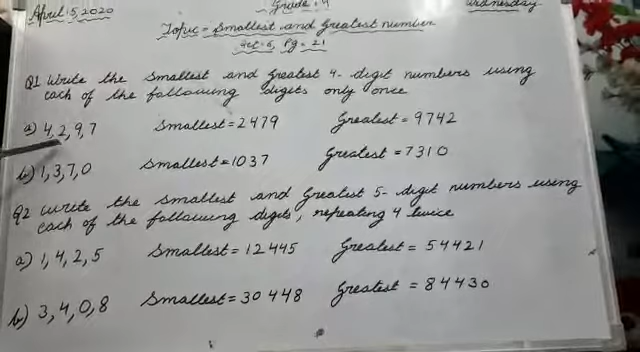 April 5, 2020 Grade: 4 Wednesday
Topic = Smallest and Greatest number
Pg = 21
Q1 Write the Smallest and Greatest 4- digit numbers using
each of the following digits only once
a) 4, 2, 9, 7 Smallest = 2479 Greatest = 9742
b) 1, 3, 7, 0 Smallest = 1037 Greatest = 7310
Q2 Write the smallest and Greatest 5- digit numbers using
each of the following digits, repeating 4 twice
a) 1, 4, 2, 5 Smallest = 12445 Greatest = 54421
b) 3, 4, 0, 8 Smallest = 30448 Greatest = 84430